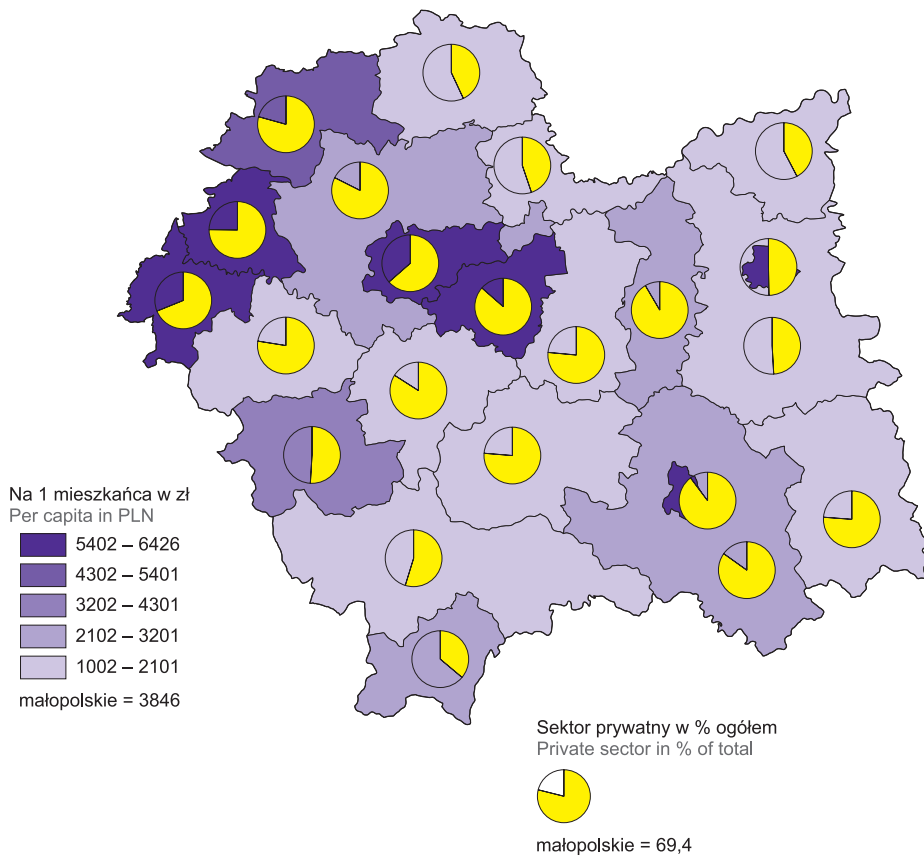 Na 1 mieszkańca w zł
Per capita in PLN
5402 – 6426
4302 – 5401
3202 – 4301
2102 – 3201
1002 – 2101
małopolskie = 3846
Sektor prywatny w % ogółem
Private sector in % of total
małopolskie = 69,4